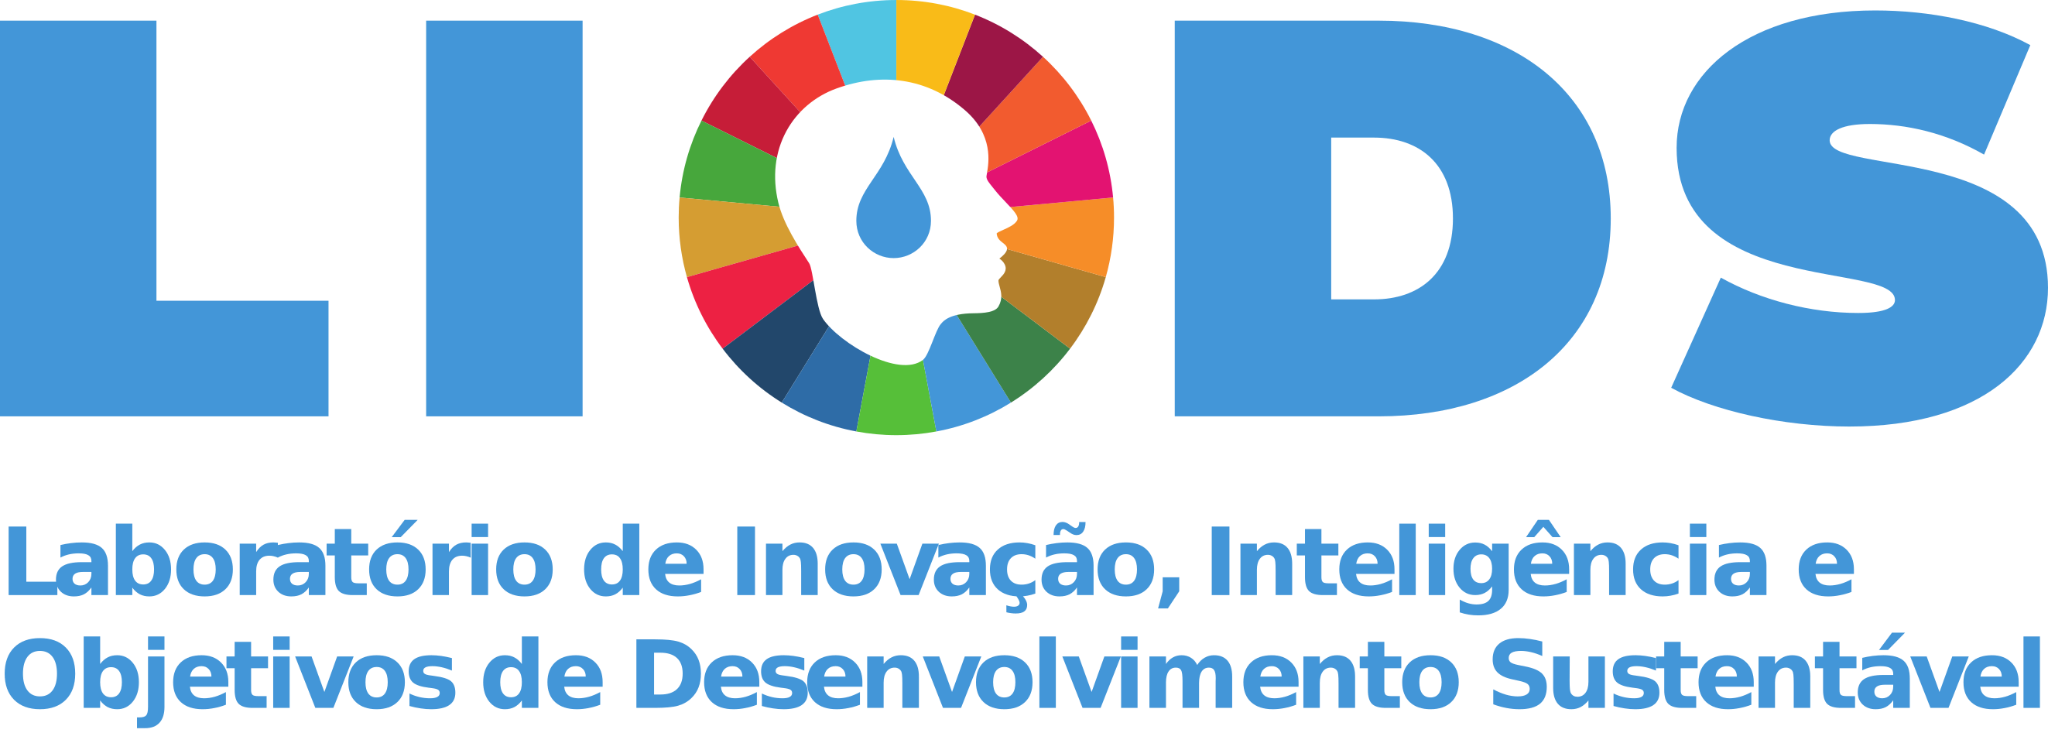 LIODS
Laboratório de Inovação, Inteligência e
Objetivos de Desenvolvimento Sustentável